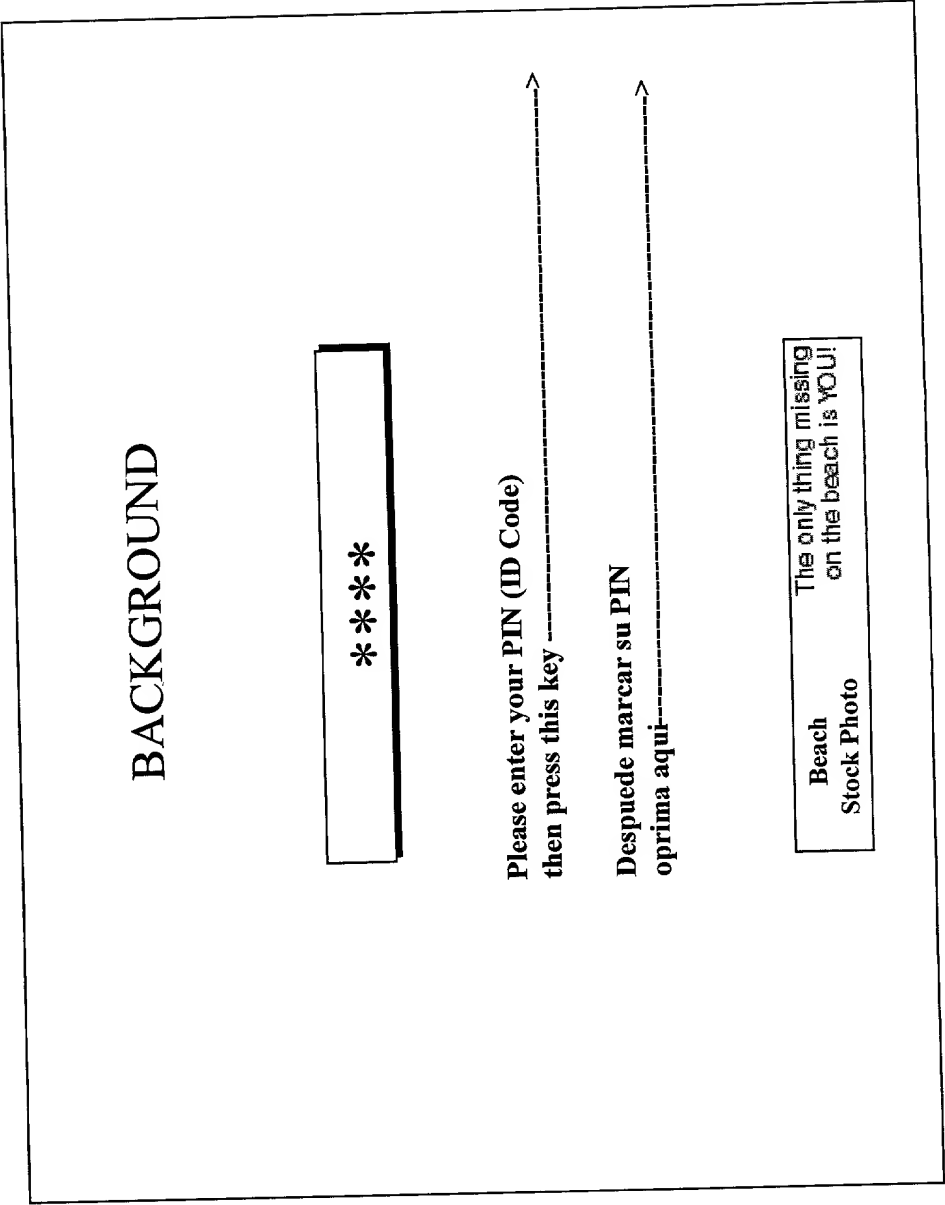 BACKGROUND
****
Please enter your PIN (ID Code)
then press this key ---------------------------------------->
Despuede marcar su PIN
oprima aqui---------------------------------------------->
Beach
Stock Photo
The only thing missing
on the beach is YOU!